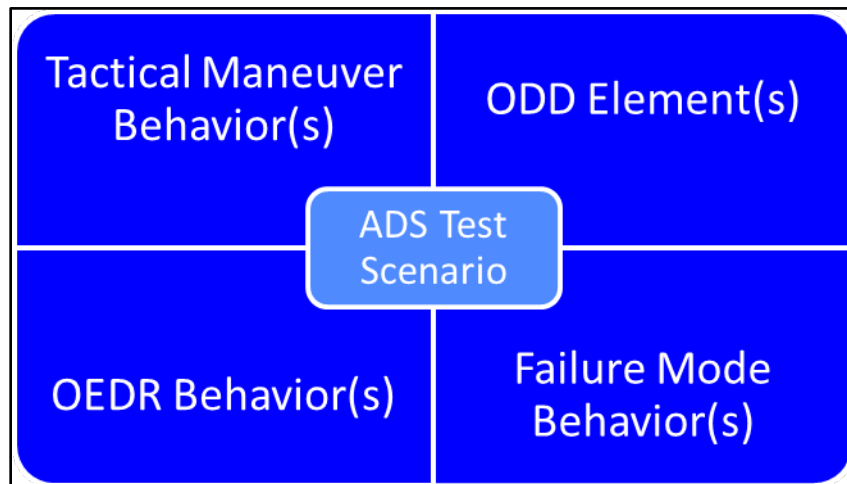 Tactical Maneuver
Behavior(s)
ODD Element(s)
ADS Test
Scenario
OEDR Behavior(s)
Failure Mode
Behavior(s)